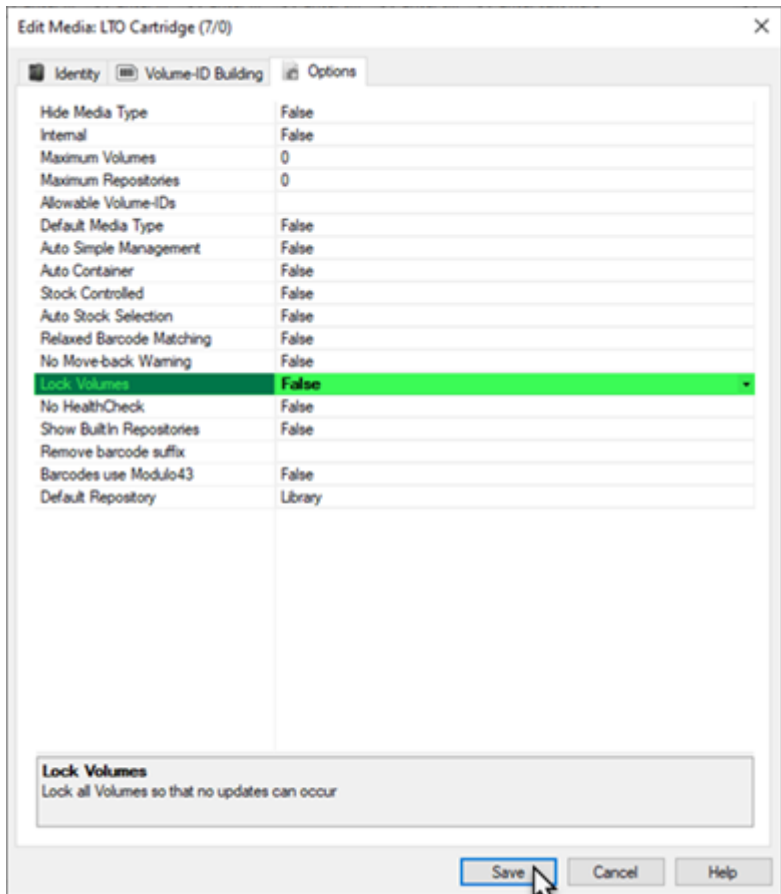 Edit Media: LTO Cartridge (7/0)
Identity Volume-ID Building Options
Hide Media Type False
Internal False
Maximum Volumes 0
Maximum Repositories 0
Allowable Volume-IDs
Default Media Type False
Auto Simple Management False
Auto Container False
Stock Controlled False
Auto Stock Selection False
Relaxed Barcode Matching False
No Move-back Warning False
Lock Volumes False
No HealthCheck False
Show BuiltIn Repositories False
Remove barcode suffix
Barcodes use Modulo43 False
Default Repository Library
Lock Volumes
Lock all Volumes so that no updates can occur
Save Cancel Help